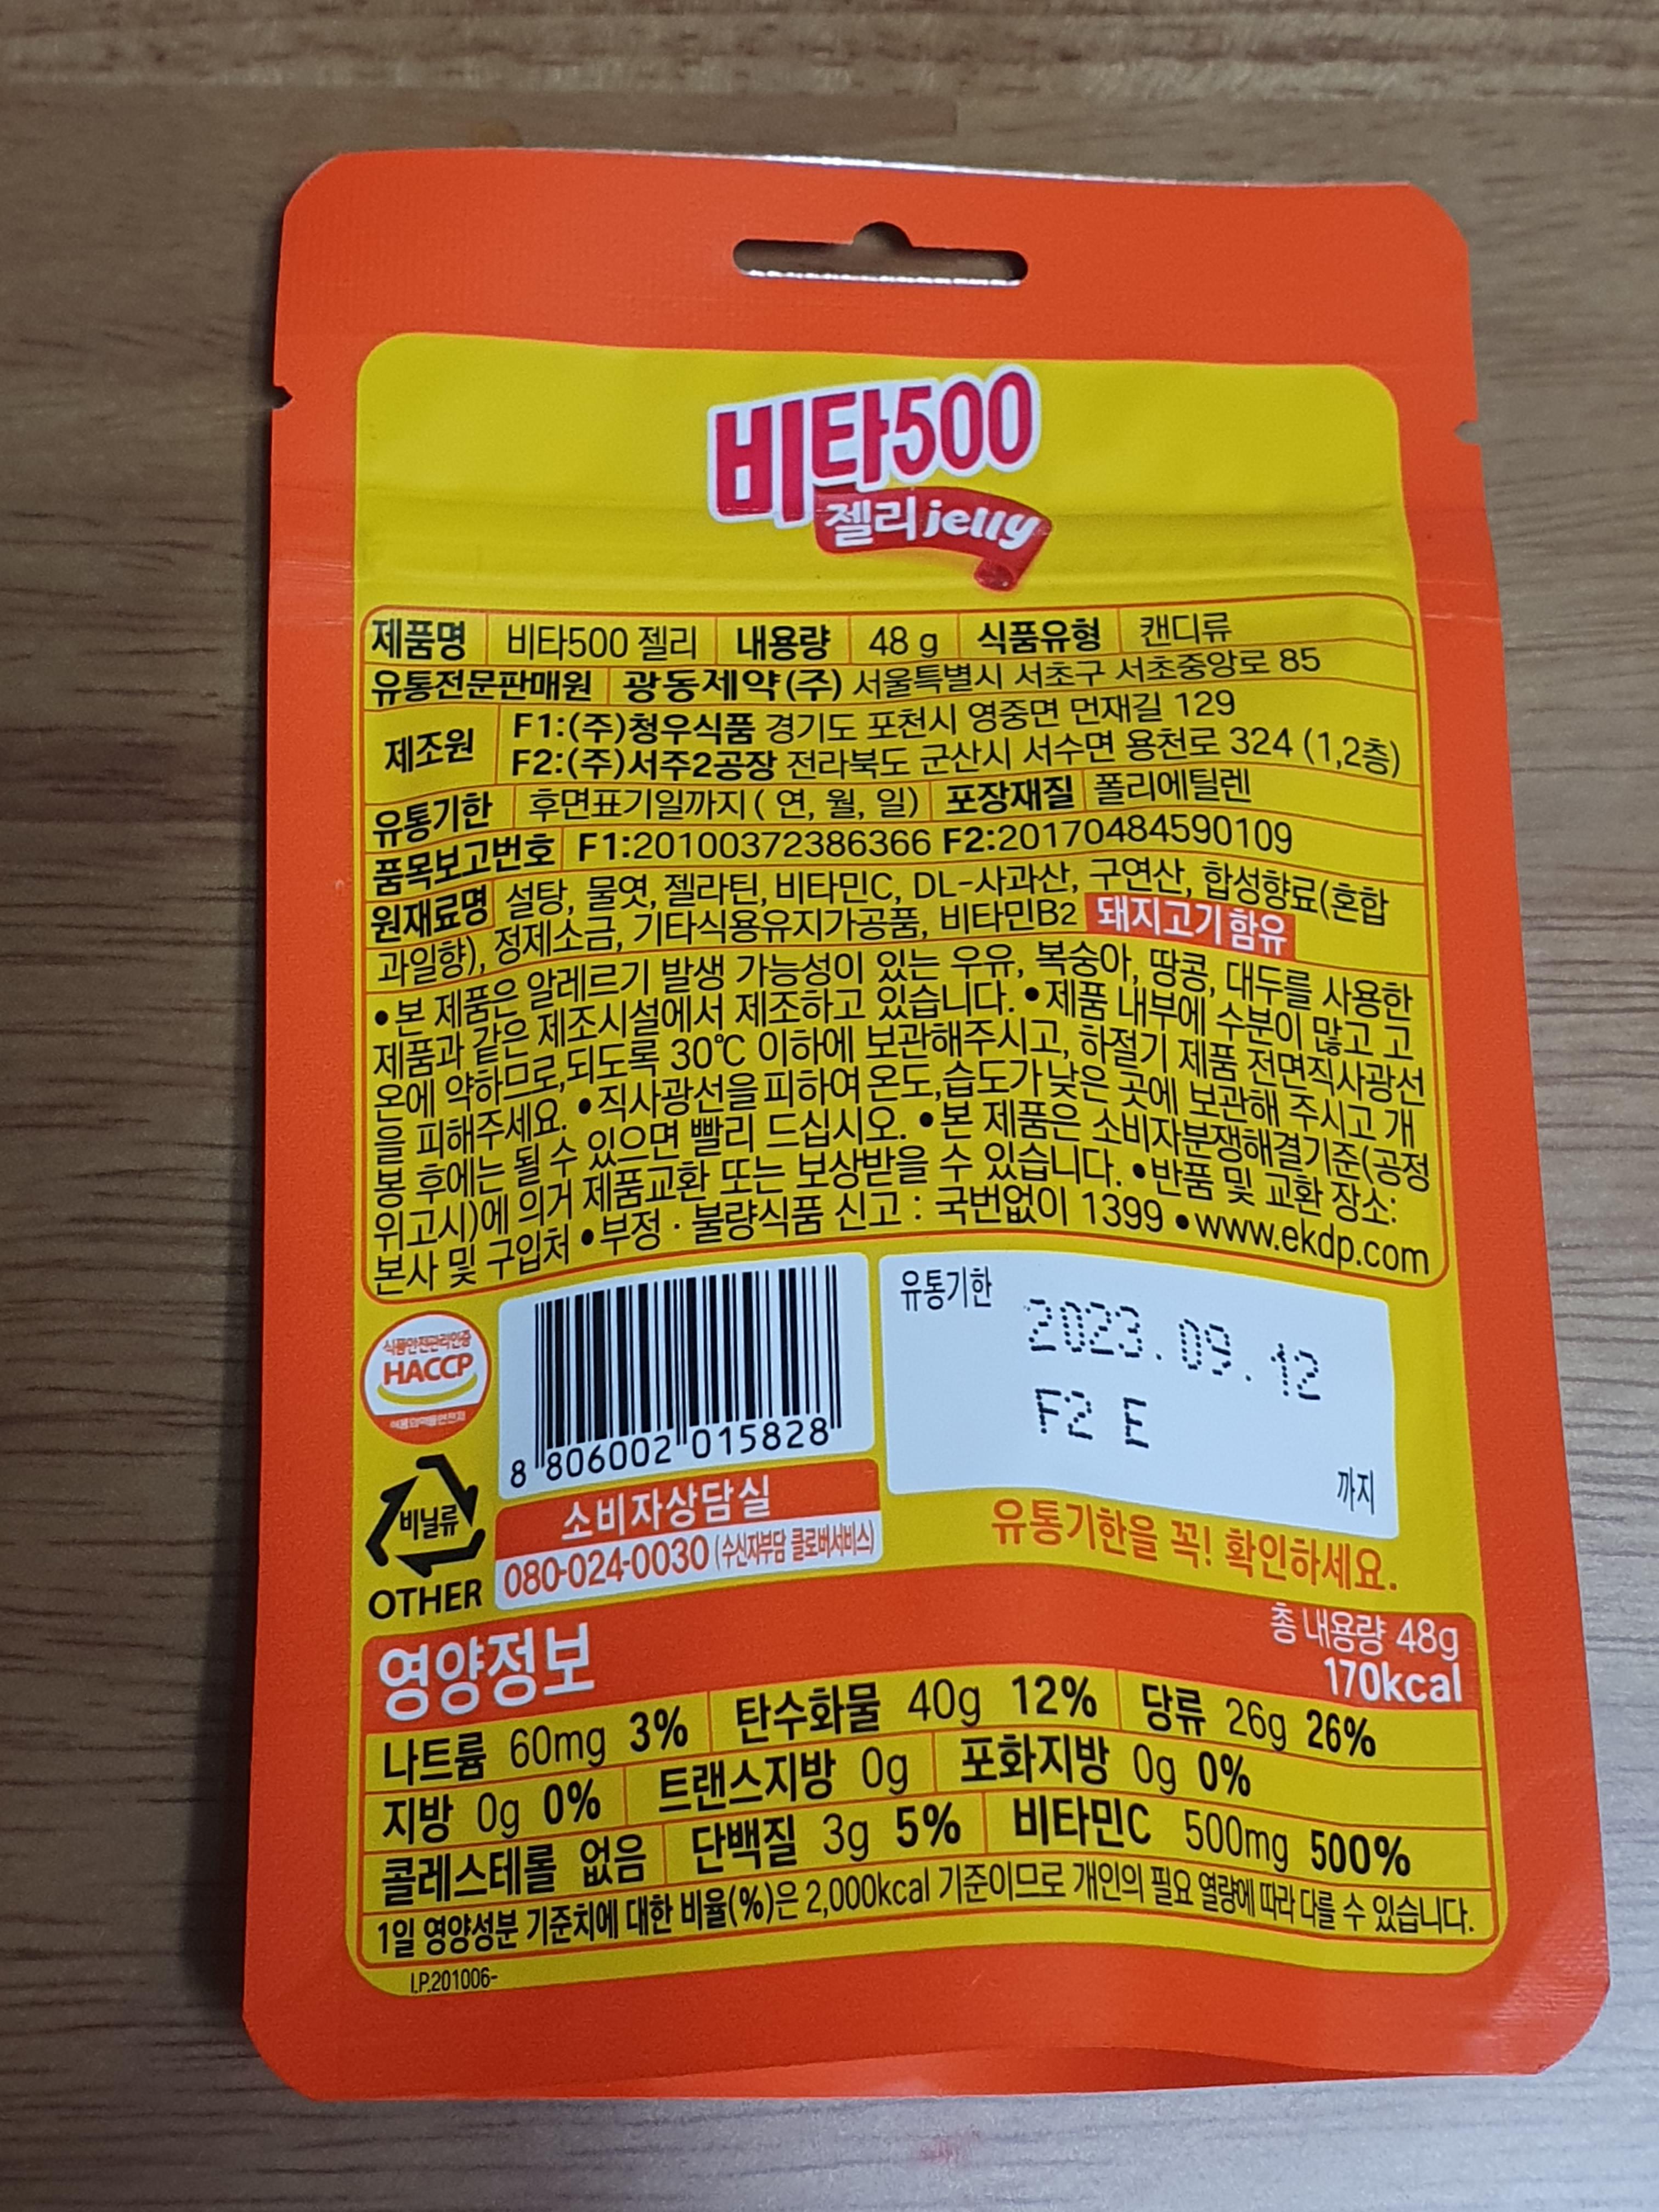 비타500
젤리 jelly
제품명 비타500 젤리 내용량 48 g 식품유형 캔디류
유통전문판매원 광동제약(주) 서울특별시 서초구 서초중앙로 85
제조원 F1:(주)청우식품 경기도 포천시 영중면 먼재길 129
F2:(주)서주2공장 전라북도 군산시 서수면 용천로 324 (1,2층)
유통기한 후면표기일까지 ( 연, 월, 일) 포장재질 폴리에틸렌
품목보고번호 F1:20100372386366 F2:20170484590109
원재료명 설탕, 물엿, 젤라틴, 비타민C, DL-사과산, 구연산, 합성향료(혼합
과일향), 정제소금, 기타식용유지가공품, 비타민B2 돼지고기 함유
•본 제품은 알레르기 발생 가능성이 있는 우유, 복숭아, 땅콩, 대두를 사용한
제품과 같은 제조시설에서 제조하고 있습니다. •제품 내부에 수분이 많고 고
온에 약하므로,되도록 30℃ 이하에 보관해주시고, 하절기 제품 전면직사광선
을 피해주세요. •직사광선을 피하여 온도,습도가 낮은 곳에 보관해 주시고 개
봉 후에는 될 수 있으면 빨리 드십시오. •본 제품은 소비자분쟁해결기준(공정
위고시)에 의거 제품교환 또는 보상받을 수 있습니다. •반품 및 교환 장소:
본사 및 구입처 •부정 · 불량식품 신고 : 국번없이 1399 •www.ekdp.com
식품안전관리인증
HACCP
8 806002 015828
유통기한
2023.09.12
F2 E
까지
비닐류
OTHER
소비자상담실
080-024-0030 (수신자부담 클로버서비스)
유통기한을 꼭! 확인하세요.
영양정보
총 내용량 48g
170kcal
나트륨 60mg 3% 탄수화물 40g 12% 당류 26g 26%
지방 0g 0% 트랜스지방 0g 포화지방 0g 0%
콜레스테롤 없음 단백질 3g 5% 비타민C 500mg 500%
1일 영양성분 기준치에 대한 비율(%)은 2,000kcal 기준이므로 개인의 필요 열량에 따라 다를 수 있습니다.
I.P.201006-